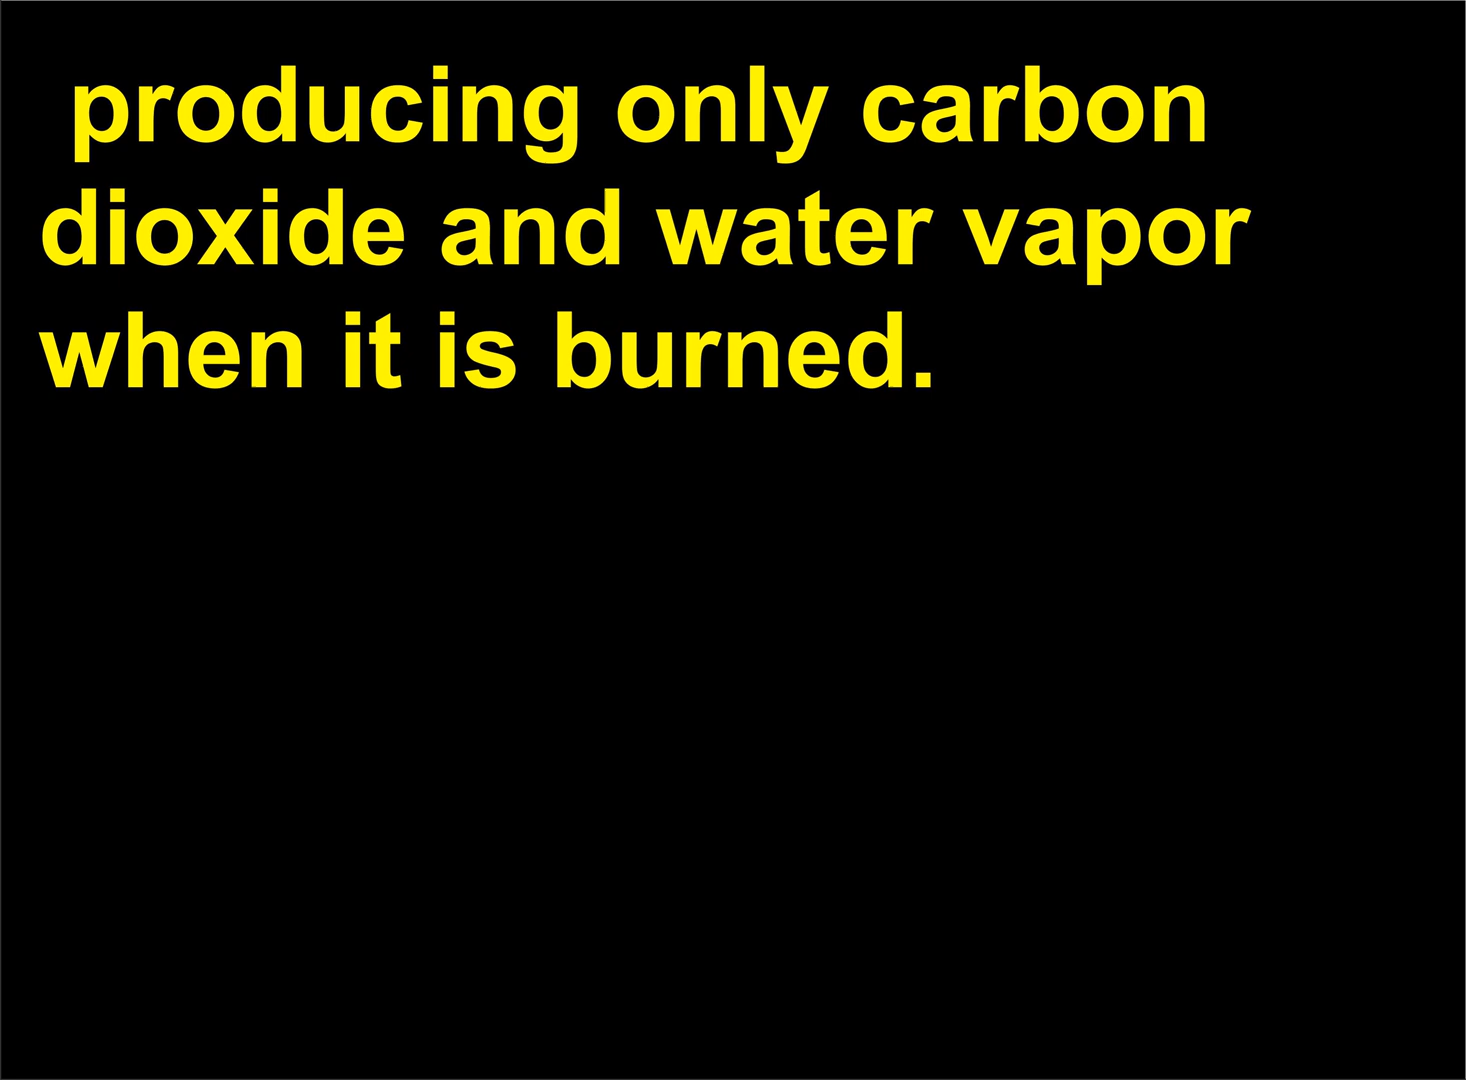 producing only carbon
dioxide and water vapor
when it is burned.